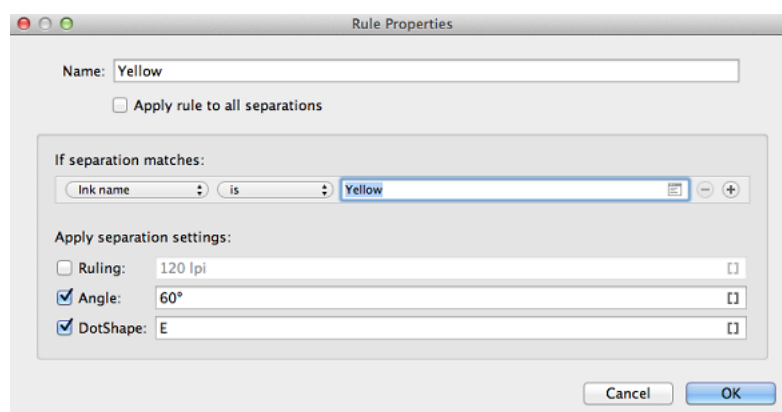 Rule Properties
Name: Yellow
Apply rule to all separations
If separation matches:
Ink name is Yellow
Apply separation settings:
Ruling: 120 lpi
Angle: 60°
DotShape: E
Cancel OK